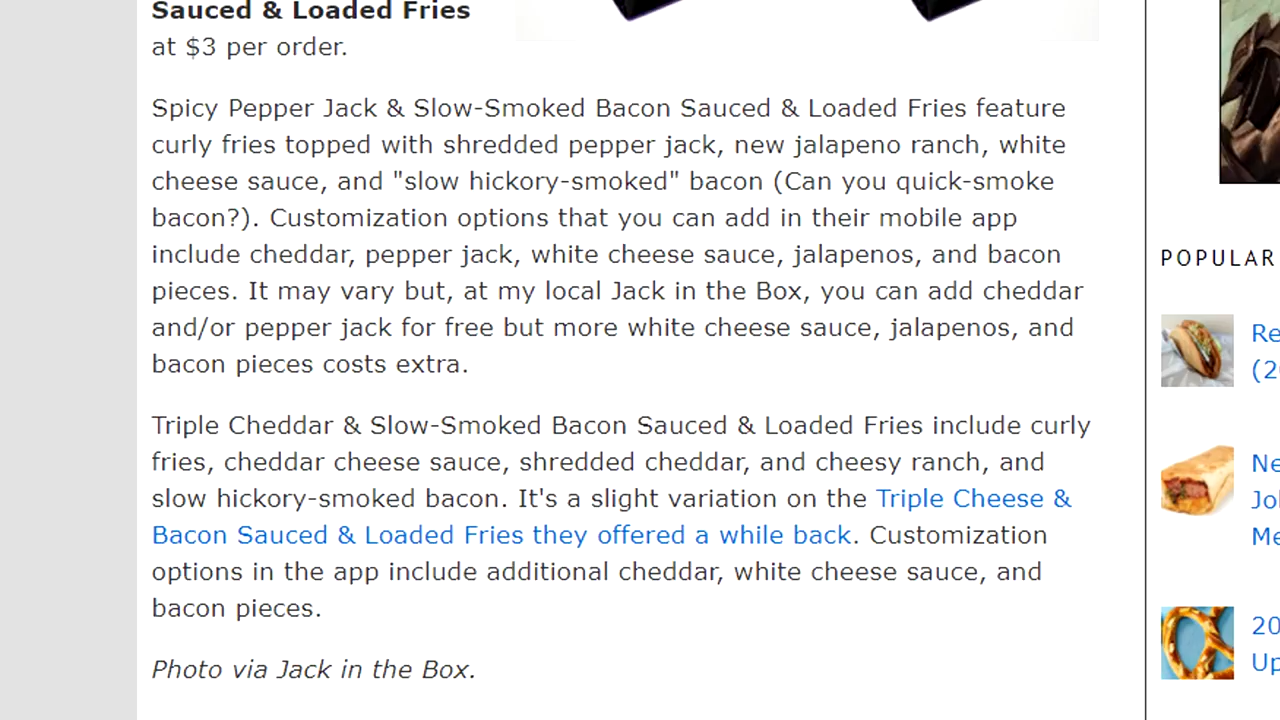 Sauced & Loaded Fries
at $3 per order.
Spicy Pepper Jack & Slow-Smoked Bacon Sauced & Loaded Fries feature
curly fries topped with shredded pepper jack, new jalapeno ranch, white
cheese sauce, and "slow hickory-smoked" bacon (Can you quick-smoke
bacon?). Customization options that you can add in their mobile app
include cheddar, pepper jack, white cheese sauce, jalapenos, and bacon
pieces. It may vary but, at my local Jack in the Box, you can add cheddar
and/or pepper jack for free but more white cheese sauce, jalapenos, and
bacon pieces costs extra.
Triple Cheddar & Slow-Smoked Bacon Sauced & Loaded Fries include curly
fries, cheddar cheese sauce, shredded cheddar, and cheesy ranch, and
slow hickory-smoked bacon. It's a slight variation on the Triple Cheese &
Bacon Sauced & Loaded Fries they offered a while back. Customization
options in the app include additional cheddar, white cheese sauce, and
bacon pieces.
Photo via Jack in the Box.
POPULAR